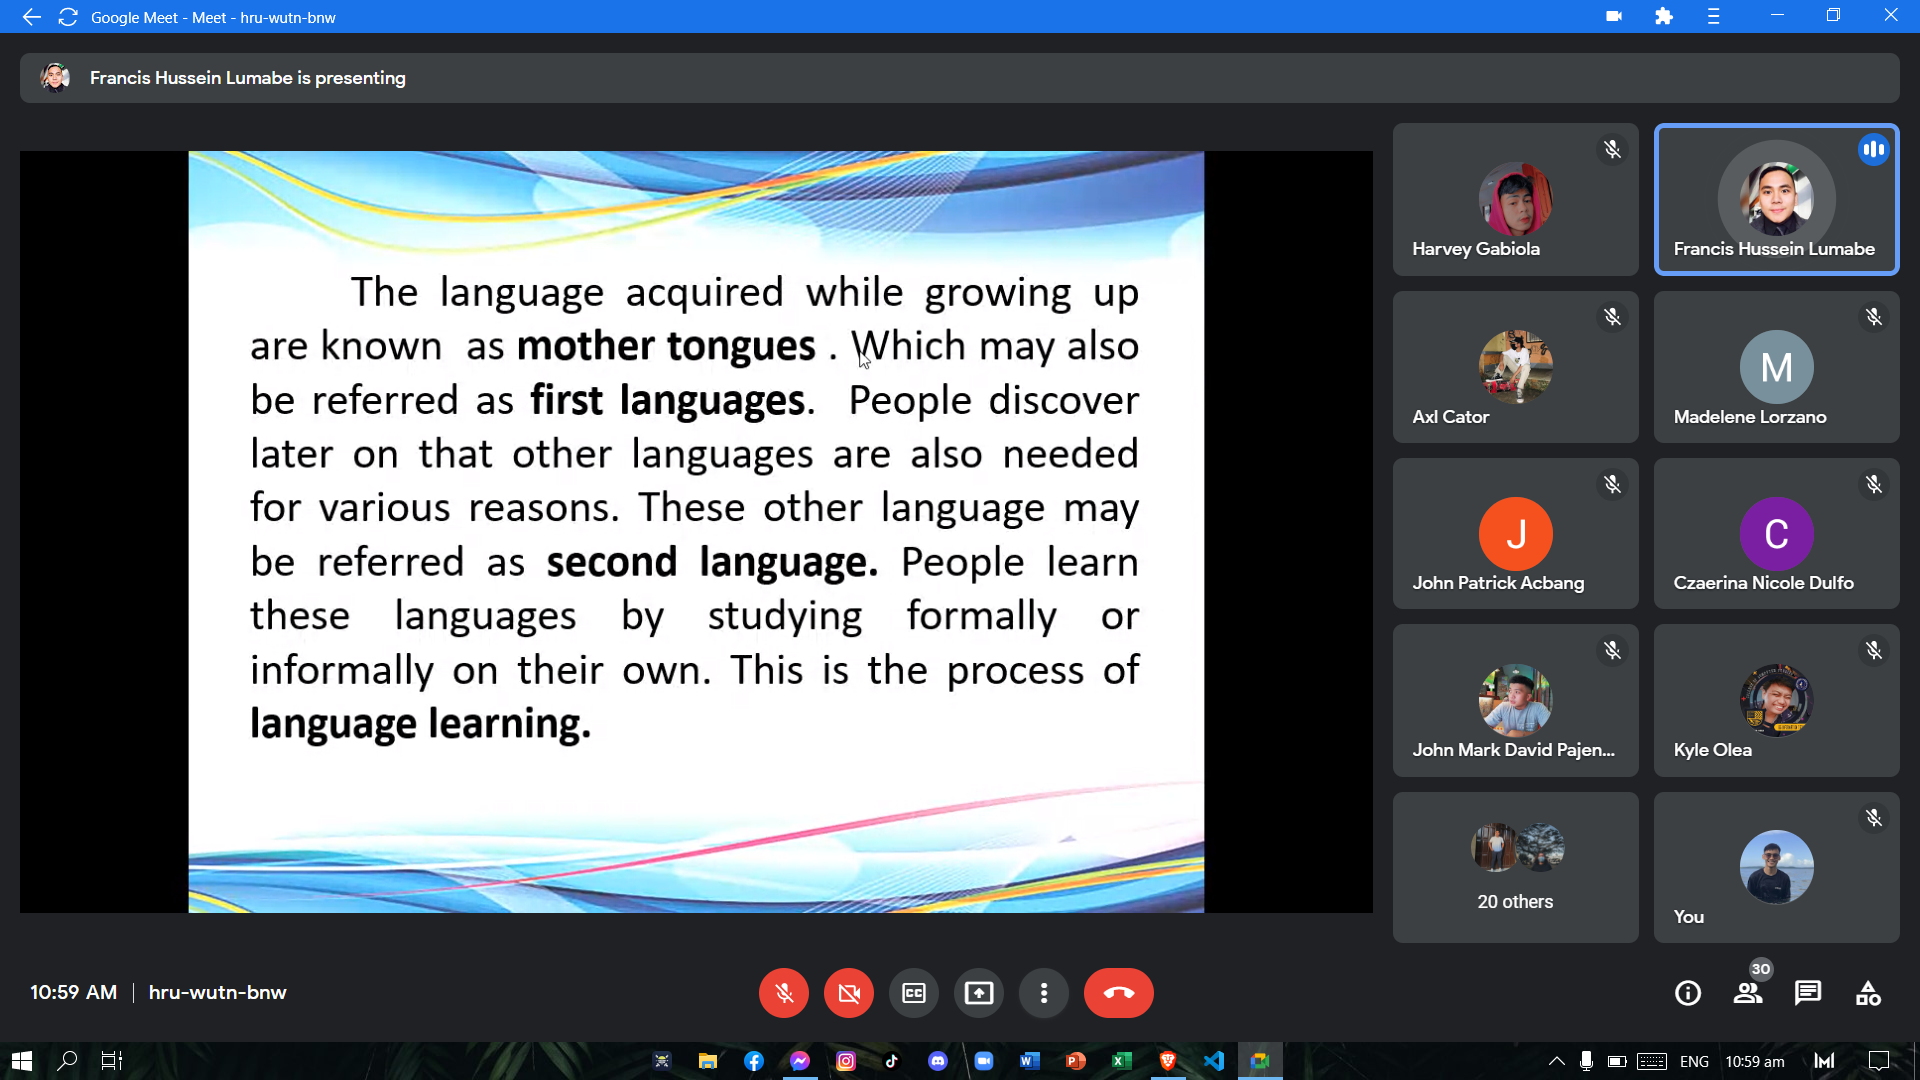 Google Meet - Meet - hru-wutn-bnw
Francis Hussein Lumabe is presenting
The language acquired while growing up
are known as mother tongues . Which may also
be referred as first languages. People discover
later on that other languages are also needed
for various reasons. These other language may
be referred as second language. People learn
these languages by studying formally or
informally on their own. This is the process of
language learning.
Harvey Gabiola
Francis Hussein Lumabe
Axl Cator
M
Madelene Lorzano
J
John Patrick Acbang
C
Czaerina Nicole Dulfo
John Mark David Pajen...
Kyle Olea
20 others
You
10:59 AM | hru-wutn-bnw
CC
30
ENG
10:59 am